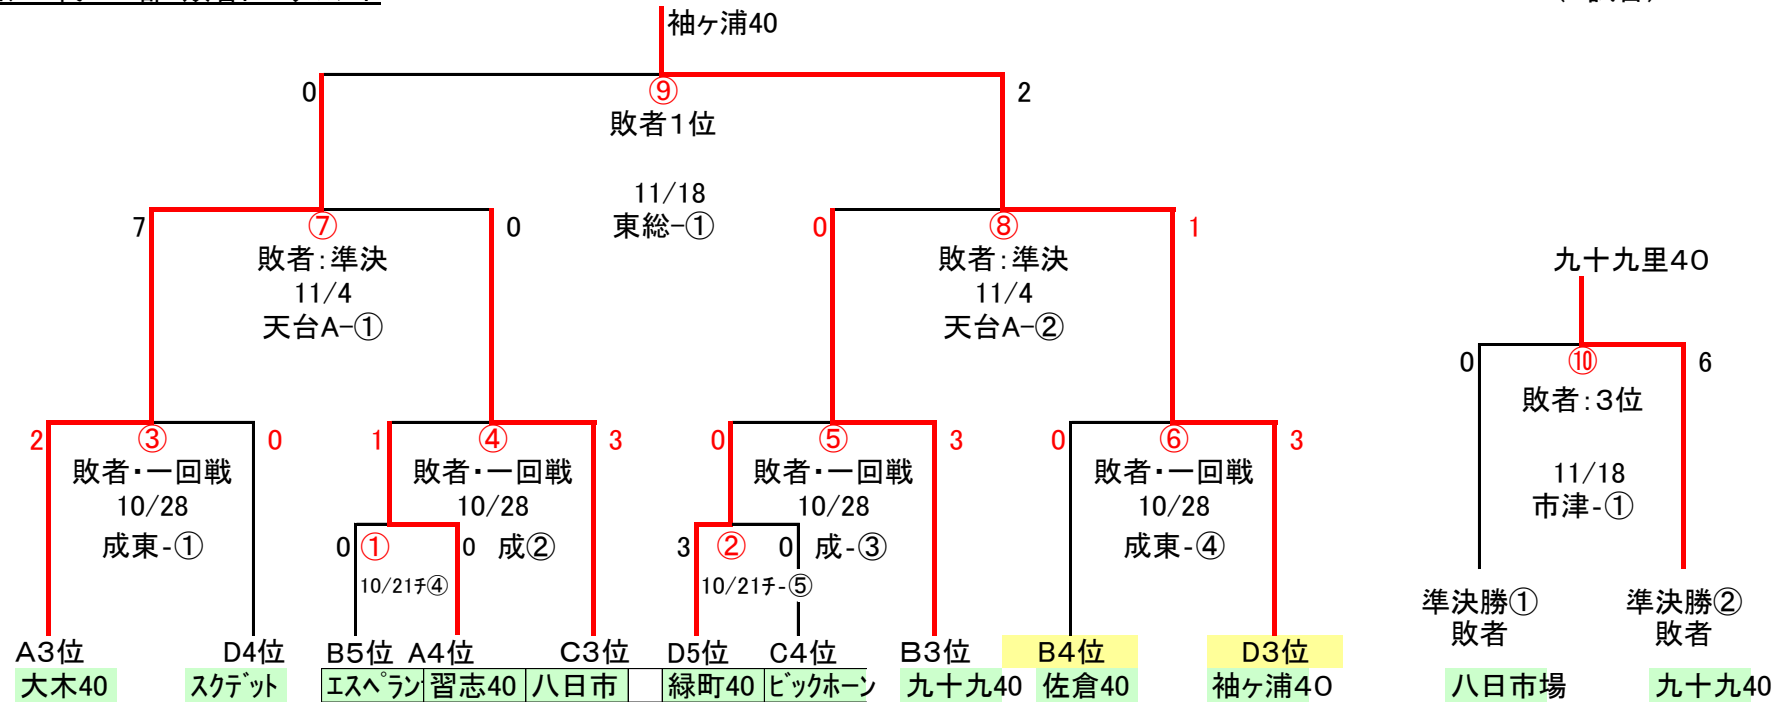 袖ヶ浦40
0 ⑨ 2
敗者1位
11/18
東総-①
7 ⑦ 0
敗者:準決
11/4
天台A-①
0 ⑧ 1
敗者:準決
11/4
天台A-②
九十九里40
0 ⑩ 6
敗者:3位
11/18
市津-①
2 ③ 0
敗者・一回戦
10/28
成東-①
1 ④ 3
敗者・一回戦
10/28
成②
0 ① 0
10/21チ④
0 ⑤ 3
敗者・一回戦
10/28
成-③
3 ② 0
10/21チ-⑤
0 ⑥ 3
敗者・一回戦
10/28
成東-④
準決勝① 敗者
準決勝② 敗者
A3位 D4位 B5位 A4位 C3位 D5位 C4位 B3位 B4位 D3位
大木40 スクデット エスペラン 習志40 八日市 緑町40 ビックホーン 九十九40 佐倉40 袖ヶ浦40 八日市場 九十九40